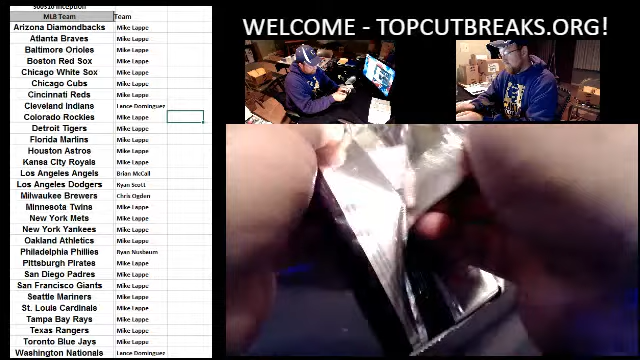 WELCOME - TOPCUTBREAKS.ORG!
MLB Team Team
Arizona Diamondbacks Mike Lappe
Atlanta Braves Mike Lappe
Baltimore Orioles Mike Lappe
Boston Red Sox Mike Lappe
Chicago White Sox Mike Lappe
Chicago Cubs Mike Lappe
Cincinnati Reds Mike Lappe
Cleveland Indians Lance Dominguez
Colorado Rockies Mike Lappe
Detroit Tigers Mike Lappe
Florida Marlins Mike Lappe
Houston Astros Mike Lappe
Kansa City Royals Mike Lappe
Los Angeles Angels Brian McCall
Los Angeles Dodgers Ryan Scott
Milwaukee Brewers Chris Ogden
Minnesota Twins Mike Lappe
New York Mets Mike Lappe
New York Yankees Mike Lappe
Oakland Athletics Mike Lappe
Philadelphia Phillies Ryan Nusbaum
Pittsburgh Pirates Mike Lappe
San Diego Padres Mike Lappe
San Francisco Giants Mike Lappe
Seattle Mariners Mike Lappe
St. Louis Cardinals Mike Lappe
Tampa Bay Rays Mike Lappe
Texas Rangers Mike Lappe
Toronto Blue Jays Mike Lappe
Washington Nationals Lance Dominguez